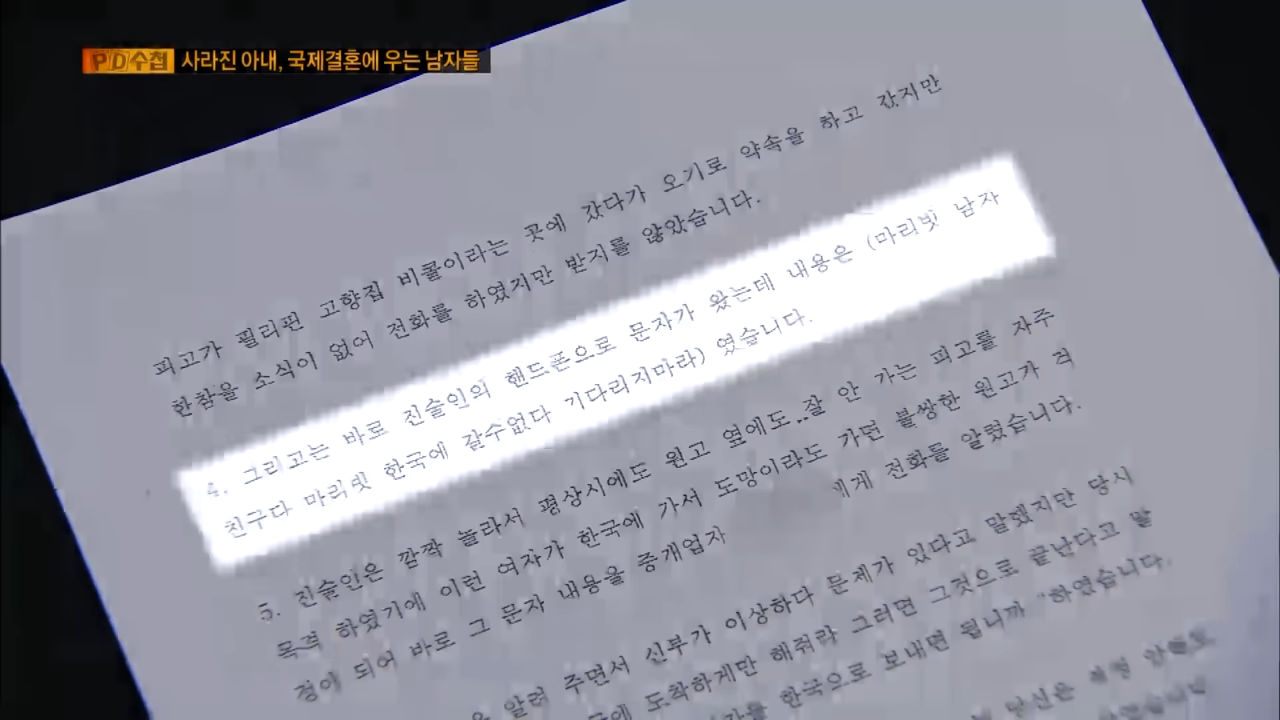 PD수첩 사라진 아내, 국제결혼에 우는 남자들
피고가 필리핀 고향집 비콜이라는 곳에 갔다가 오기로 약속을 하고 갔지만
한참을 소식이 없어 전화를 하였지만 받지를 않았습니다.
4. 그리고는 바로 진술인의 핸드폰으로 문자가 왔는데 내용은 (마리빗 남자
친구다 마리빗 한국에 갈수없다 기다리지마라) 였습니다.
5. 진술인은 깜짝 놀라서 평상시에도 원고 옆에도..잘 안 가는 피고를 자주
목격 하였기에 이런 여자가 한국에 가서 도망이라도 가면 불쌍한 원고가 걱
정이 되어 바로 그 문자 내용을 중개업자 에게 전화를 알렸습니다.
알려 주면서 신부가 이상하다 문제가 있다고 말했지만 당시
도착하게만 해줘라 그러면 그것으로 끝난다고 말
한국으로 보내면 됩니까 "하였습니다.
당신은